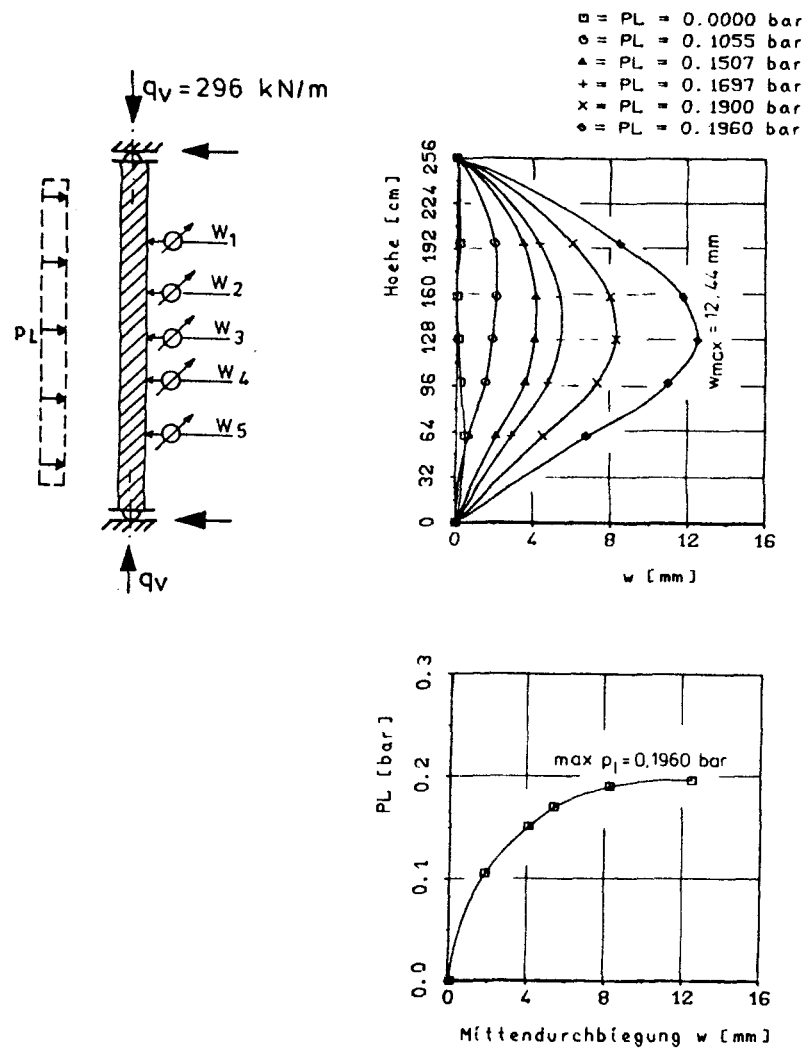 qv = 296 kN/m
W1
W2
W3
W4
W5
pL
qv
□ = PL = 0.0000 bar
○ = PL = 0.1055 bar
▲ = PL = 0.1507 bar
+ = PL = 0.1697 bar
× = PL = 0.1900 bar
◇ = PL = 0.1960 bar
Hoehe [cm]
256
224
192
160
128
96
64
32
0
wmax = 12,44 mm
0 4 8 12 16
w [mm]
PL [bar]
0.3
0.2
0.1
0.0
max pl = 0,1960 bar
0 4 8 12 16
Mittendurchbiegung w [mm]